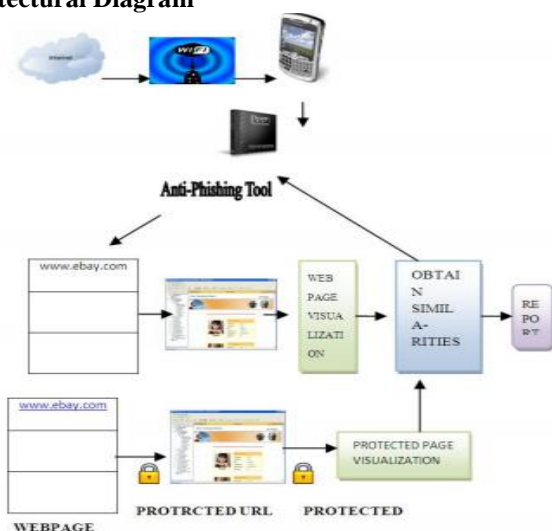 tectural Diagram
Internet
WiFi
Anti-Phishing Tool
www.ebay.com
WEB
PAGE
VISUA
LIZATI
ON
OBTAI
N
SIMIL
A-
RITIES
RE
PO
RT
www.ebay.com
PROTECTED PAGE
VISUALIZATION
PROTRCTED URL
PROTECTED
WEBPAGE